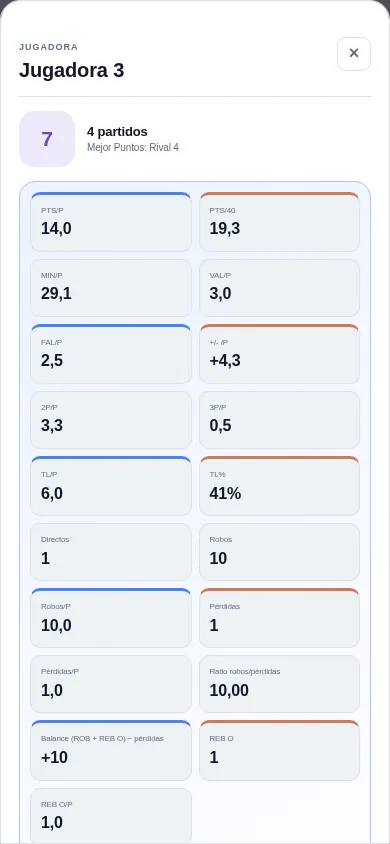 JUGADORA
Jugadora 3
×
7
4 partidos
Mejor Puntos: Rival 4
PTS/P
14,0
PTS/40
19,3
MIN/P
29,1
VAL/P
3,0
FAL/P
2,5
+/- /P
+4,3
2P/P
3,3
3P/P
0,5
TL/P
6,0
TL%
41%
Directos
1
Robos
10
Robos/P
10,0
Pérdidas
1
Pérdidas/P
1,0
Ratio robos/pérdidas
10,00
Balance (ROB + REB O) − pérdidas
+10
REB O
1
REB O/P
1,0